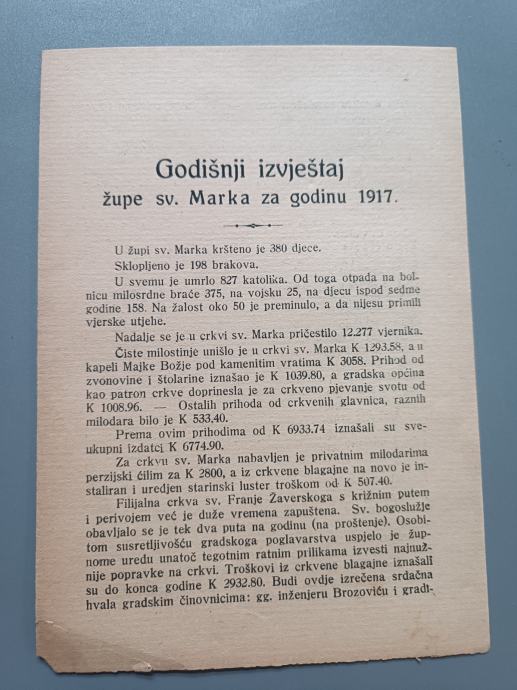 Godišnji izvještaj
župe sv. Marka za godinu 1917.
U župi sv. Marka kršteno je 380 djece.
Sklopljeno je 198 brakova.
U svemu je umrlo 827 katolika. Od toga otpada na bol-
nicu milosrdne braće 375, na vojsku 25, na djecu ispod sedme
godine 158. Na žalost oko 50 je preminulo, a da nijesu primili
vjerske utjehe.
Nadalje se je u crkvi sv. Marka pričestilo 12.277 vjernika.
Čiste milostinje unišlo je u crkvi sv. Marka K 1293.58, a u
kapeli Majke Božje pod kamenitim vratima K 3058. Prihod od
zvonovine i štolarine iznašao je K 1039.80, a gradska općina
kao patron crkve doprinesla je za crkveno pjevanje svotu od
K 1008.96. — Ostalih prihoda od crkvenih glavnica, raznih
milodara bilo je K 533,40.
Prema ovim prihodima od K 6933.74 iznašali su sve-
ukupni izdatci K 6774.90.
Za crkvu sv. Marka nabavljen je privatnim milodarima
perzijski ćilim za K 2800, a iz crkvene blagajne na novo je in-
staliran i uredjen starinski luster troškom od K 507.40.
Filijalna crkva sv. Franje Žaverskoga s križnim putem
i perivojem već je duže vremena zapuštena. Sv. bogoslužje
obavljalo se je tek dva puta na godinu (na proštenje). Osobi-
tom susretljivošću gradskoga poglavarstva uspjelo je žup-
nome uredu unatoč tegotnim ratnim prilikama izvesti najnuž-
nije popravke na crkvi. Troškovi iz crkvene blagajne iznašali
su do konca godine K 2932.80. Budi ovdje izrečena srdačna
hvala gradskim činovnicima: gg. inženjeru Brozoviću i gradi-